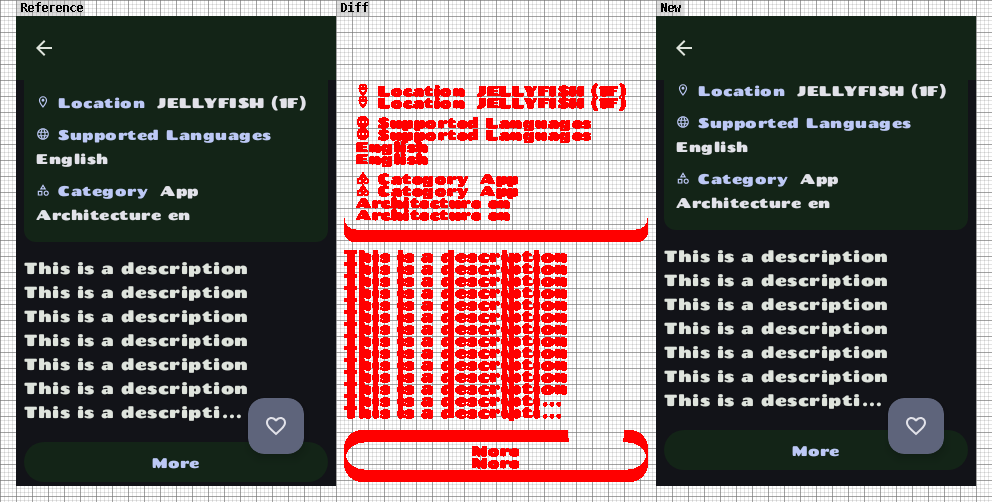 Reference
Location JELLYFISH (1F)
Supported Languages
English
Category App
Architecture en
This is a description
This is a description
This is a description
This is a description
This is a description
This is a description
This is a descripti...
More
Diff
Location JELLYFISH (1F)
Location JELLYFISH (1F)
Supported Languages
Supported Languages
English
English
Category App
Category App
Architecture en
Architecture en
This is a description
This is a description
This is a description
This is a description
This is a description
This is a description
This is a description
This is a description
This is a description
This is a description
This is a description
This is a description
This is a descripti...
This is a descripti...
More
More
New
Location JELLYFISH (1F)
Supported Languages
English
Category App
Architecture en
This is a description
This is a description
This is a description
This is a description
This is a description
This is a description
This is a descripti...
More